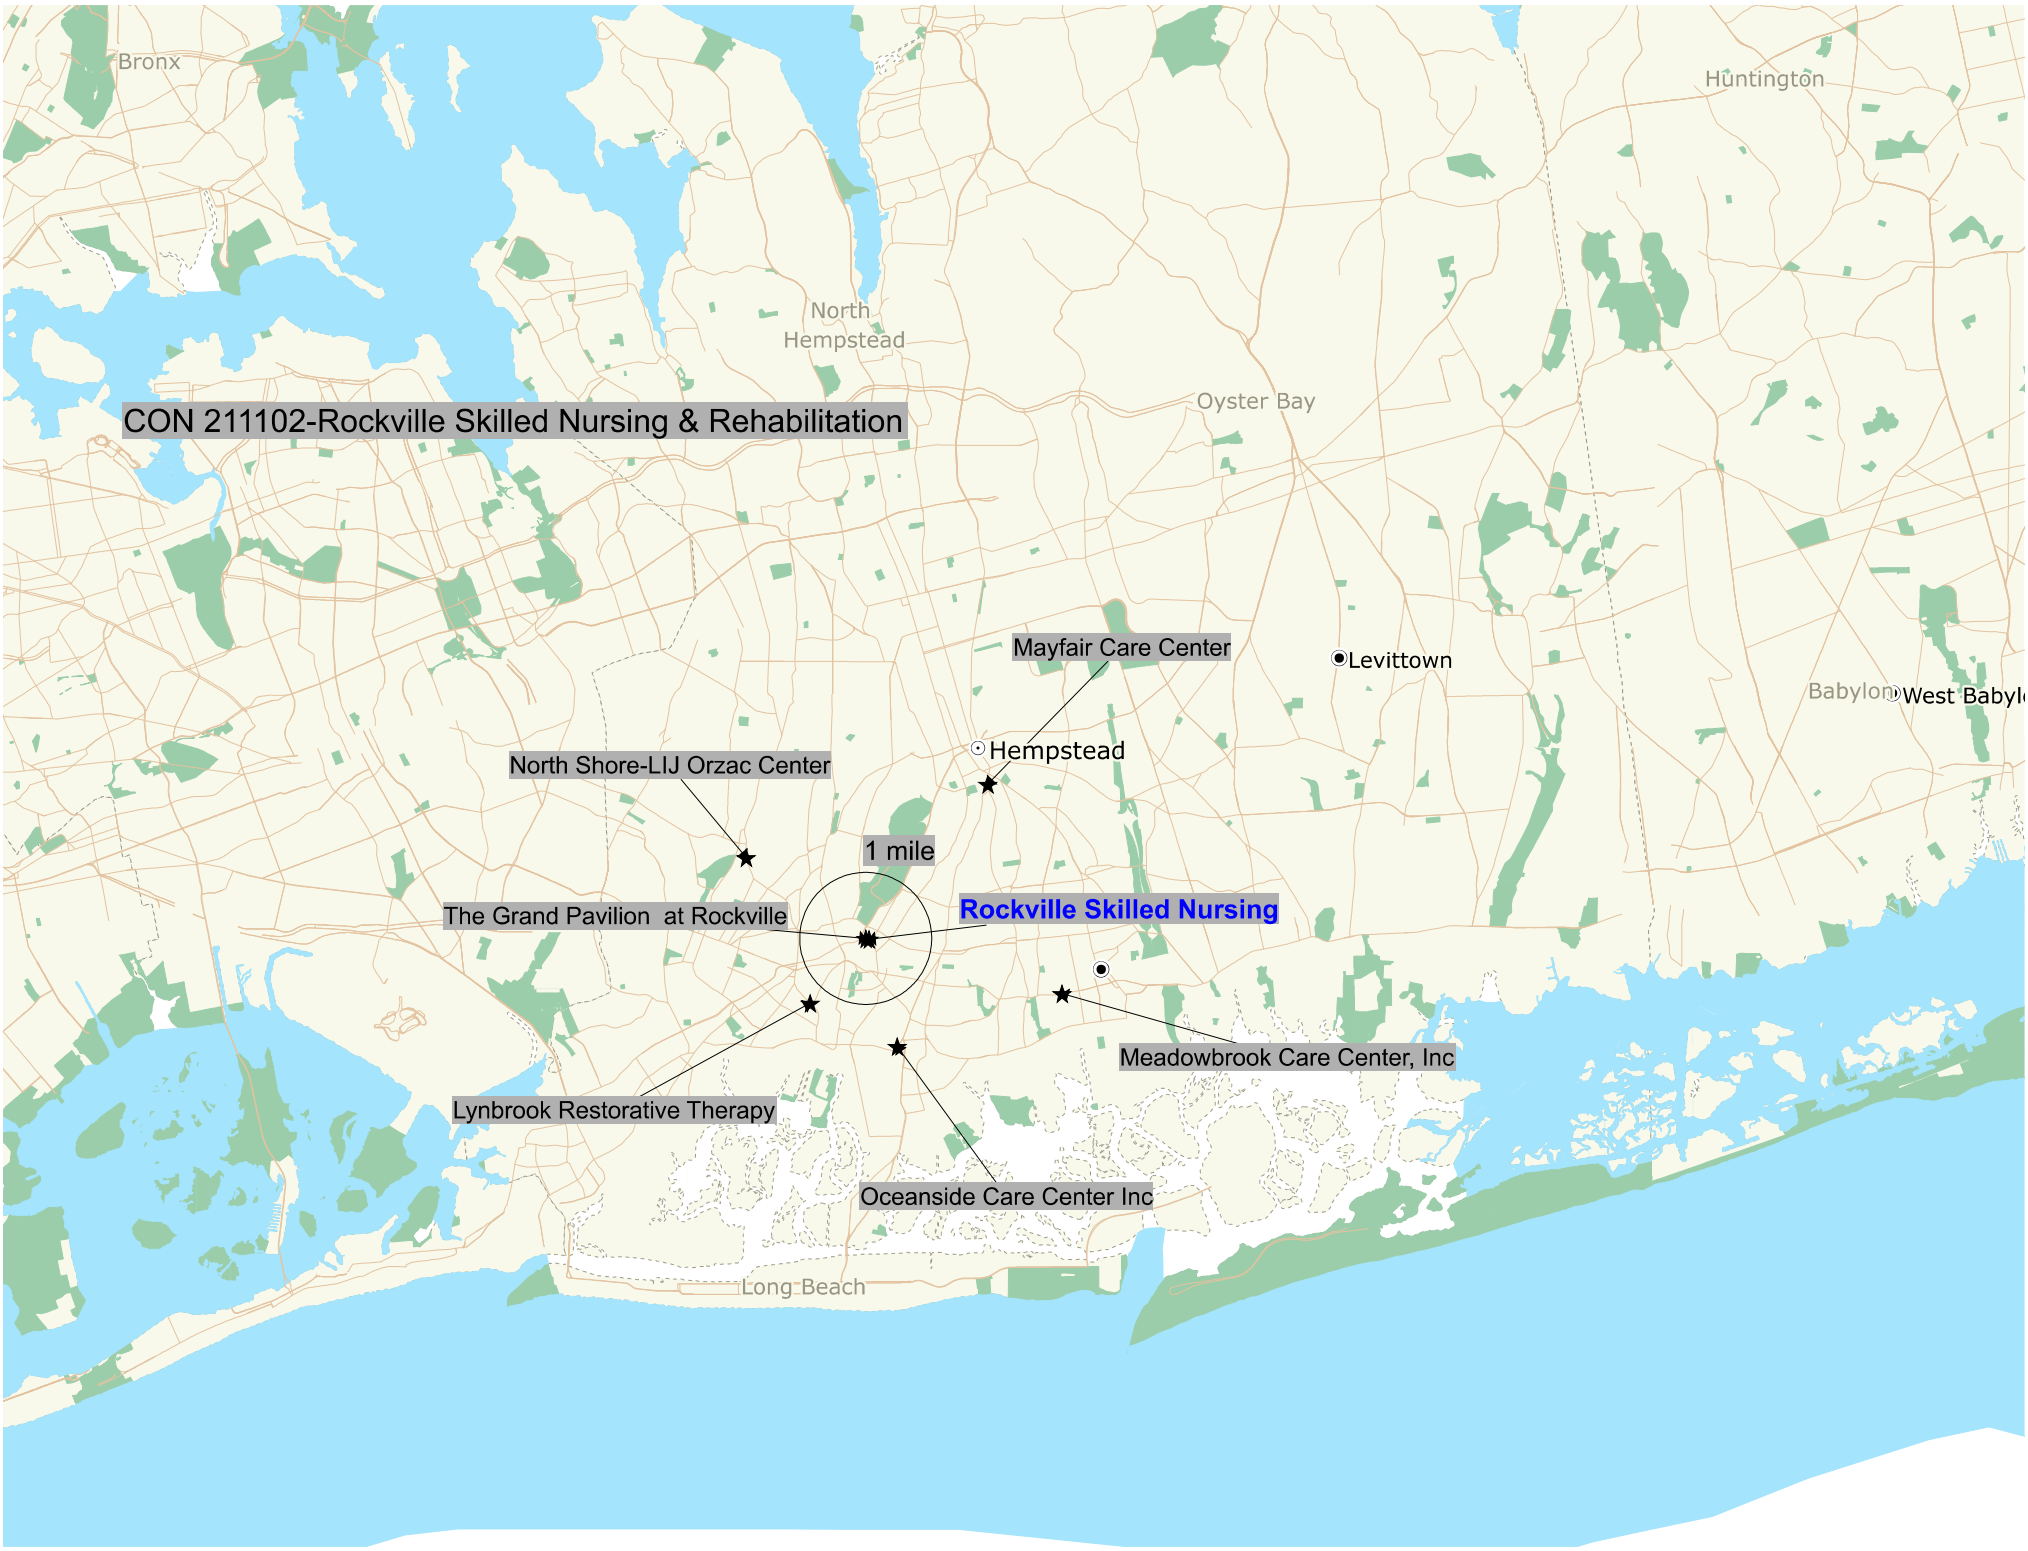 Bronx
Huntington
North
Hempstead
Oyster Bay
CON 211102-Rockville Skilled Nursing & Rehabilitation
Mayfair Care Center
Levittown
Babylon
West Babyl
Hempstead
North Shore-LIJ Orzac Center
1 mile
The Grand Pavilion  at Rockville
Rockville Skilled Nursing
Meadowbrook Care Center, Inc
Lynbrook Restorative Therapy
Oceanside Care Center Inc
Long Beach